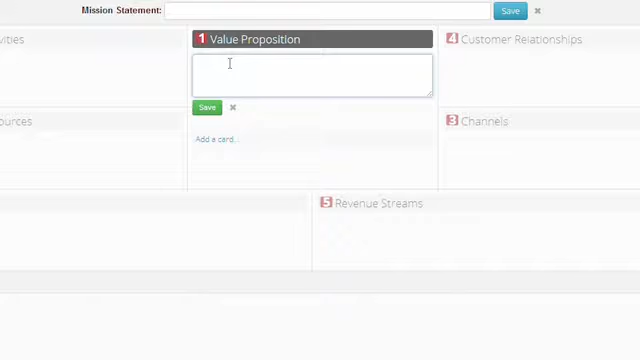 Mission Statement:
Save
1 Value Proposition
4 Customer Relationships
vities
Save
ources
Add a card...
3 Channels
5 Revenue Streams